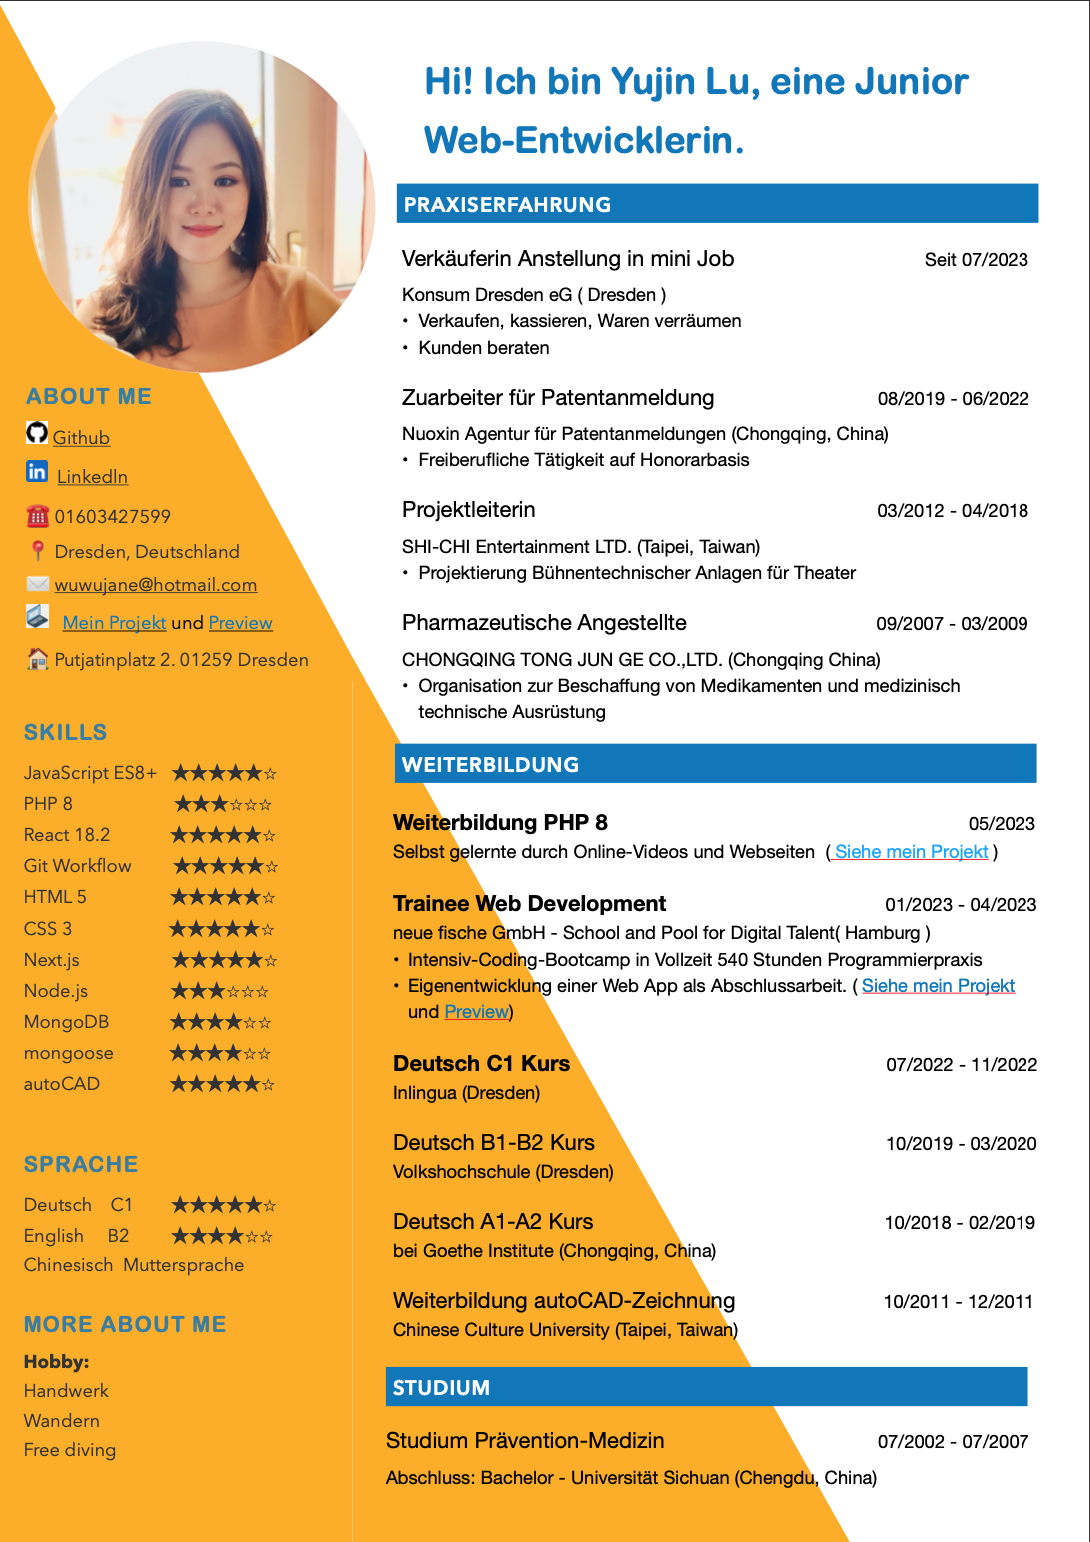 Hi! Ich bin Yujin Lu, eine Junior
Web-Entwicklerin.
ABOUT ME
Github
LinkedIn
01603427599
Dresden, Deutschland
wuwujane@hotmail.com
Mein Projekt und Preview
Putjatinplatz 2. 01259 Dresden
SKILLS
JavaScript ES8+ ★★★★★☆
PHP 8 ★★★☆☆☆
React 18.2 ★★★★★☆
Git Workflow ★★★★★☆
HTML 5 ★★★★★☆
CSS 3 ★★★★★☆
Next.js ★★★★★☆
Node.js ★★★☆☆☆
MongoDB ★★★★☆☆
mongoose ★★★★☆☆
autoCAD ★★★★★☆
SPRACHE
Deutsch C1 ★★★★★☆
English B2 ★★★★☆☆
Chinesisch Muttersprache
MORE ABOUT ME
Hobby:
Handwerk
Wandern
Free diving
PRAXISERFAHRUNG
Verkäuferin Anstellung in mini Job Seit 07/2023
Konsum Dresden eG ( Dresden )
• Verkaufen, kassieren, Waren verräumen
• Kunden beraten
Zuarbeiter für Patentanmeldung 08/2019 - 06/2022
Nuoxin Agentur für Patentanmeldungen (Chongqing, China)
• Freiberufliche Tätigkeit auf Honorarbasis
Projektleiterin 03/2012 - 04/2018
SHI-CHI Entertainment LTD. (Taipei, Taiwan)
• Projektierung Bühnentechnischer Anlagen für Theater
Pharmazeutische Angestellte 09/2007 - 03/2009
CHONGQING TONG JUN GE CO.,LTD. (Chongqing China)
• Organisation zur Beschaffung von Medikamenten und medizinisch
technische Ausrüstung
WEITERBILDUNG
Weiterbildung PHP 8 05/2023
Selbst gelernte durch Online-Videos und Webseiten ( Siehe mein Projekt )
Trainee Web Development 01/2023 - 04/2023
neue fische GmbH - School and Pool for Digital Talent( Hamburg )
• Intensiv-Coding-Bootcamp in Vollzeit 540 Stunden Programmierpraxis
• Eigenentwicklung einer Web App als Abschlussarbeit. ( Siehe mein Projekt
und Preview)
Deutsch C1 Kurs 07/2022 - 11/2022
Inlingua (Dresden)
Deutsch B1-B2 Kurs 10/2019 - 03/2020
Volkshochschule (Dresden)
Deutsch A1-A2 Kurs 10/2018 - 02/2019
bei Goethe Institute (Chongqing, China)
Weiterbildung autoCAD-Zeichnung 10/2011 - 12/2011
Chinese Culture University (Taipei, Taiwan)
STUDIUM
Studium Prävention-Medizin 07/2002 - 07/2007
Abschluss: Bachelor - Universität Sichuan (Chengdu, China)